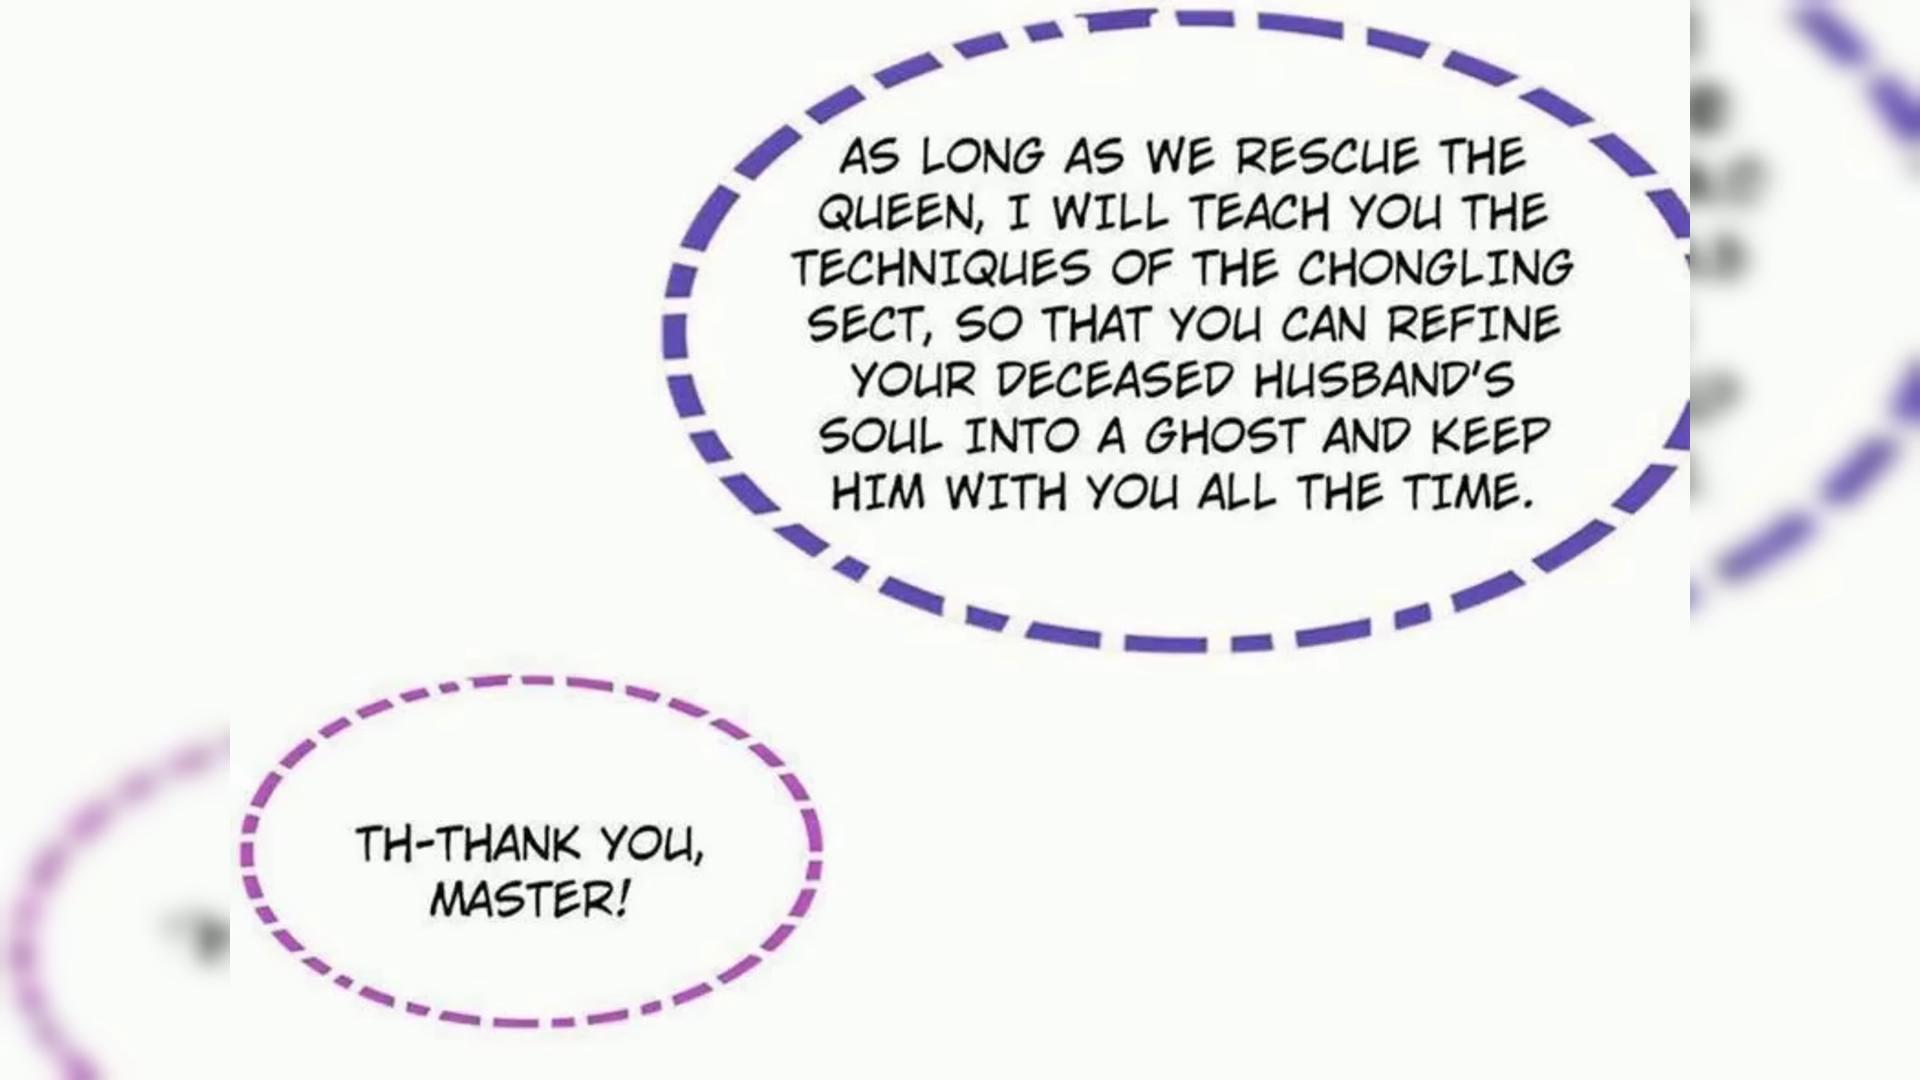 AS LONG AS WE RESCUE THE
QUEEN, I WILL TEACH YOU THE
TECHNIQUES OF THE CHONGLING
SECT, SO THAT YOU CAN REFINE
YOUR DECEASED HUSBAND'S
SOUL INTO A GHOST AND KEEP
HIM WITH YOU ALL THE TIME.
TH-THANK YOU,
MASTER!